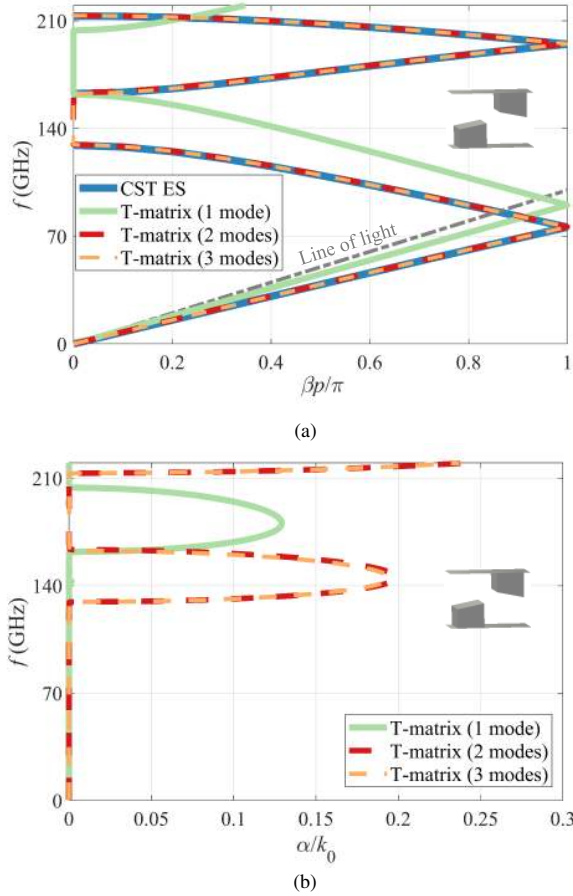 210
140
70
0
f (GHz)
CST ES
T-matrix (1 mode)
T-matrix (2 modes)
T-matrix (3 modes)
Line of light
0 0.2 0.4 0.6 0.8 1
βp/π
(a)
210
140
70
0
f (GHz)
T-matrix (1 mode)
T-matrix (2 modes)
T-matrix (3 modes)
0 0.05 0.1 0.15 0.2 0.25 0.3
α/k₀
(b)